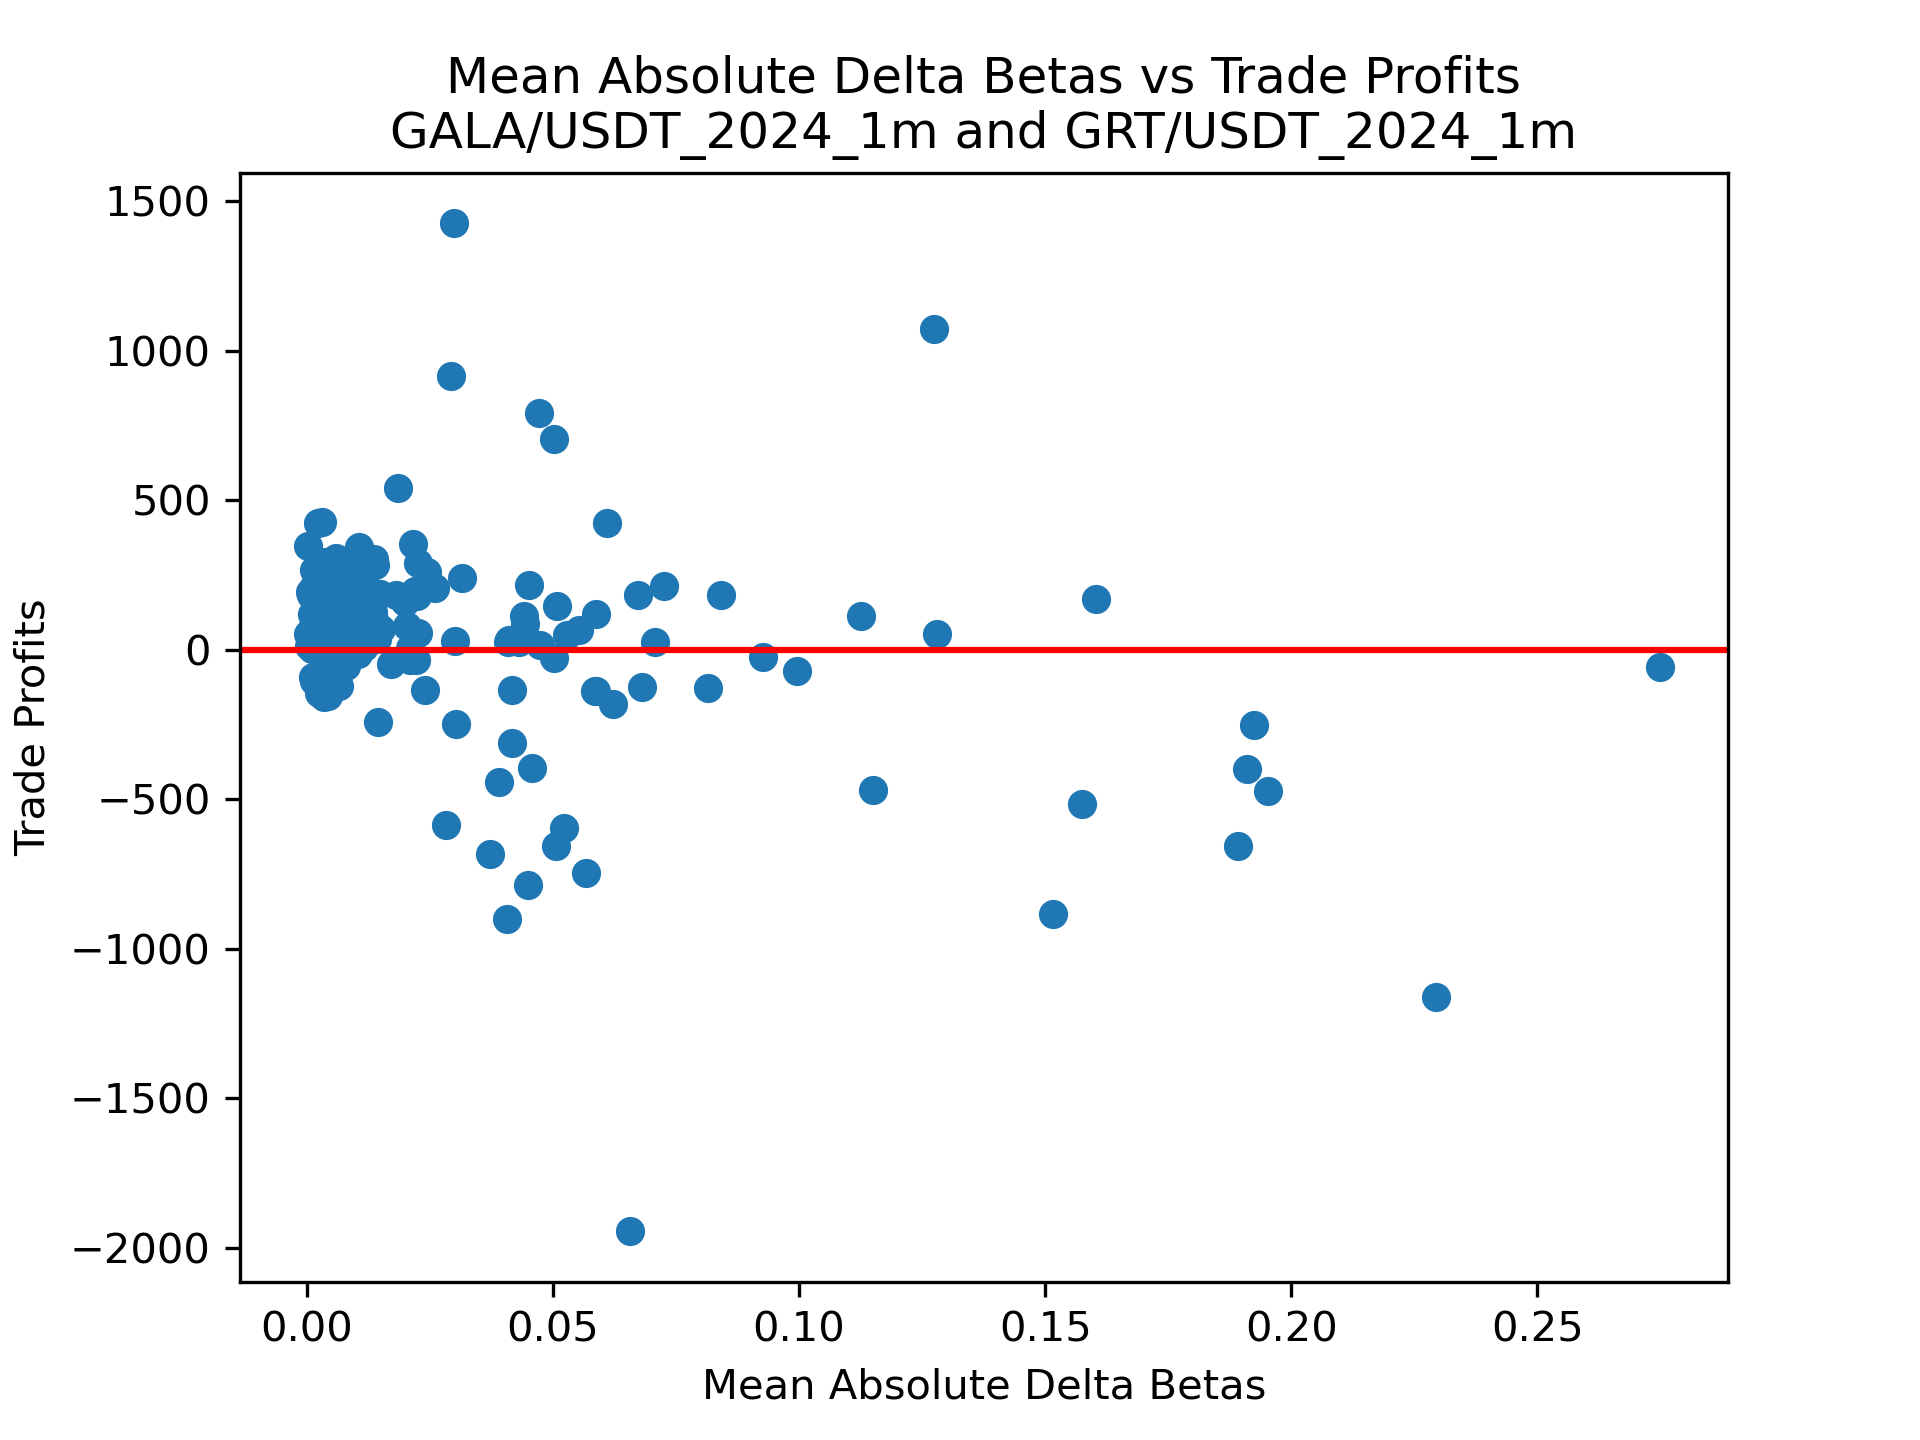 Mean Absolute Delta Betas vs Trade Profits
GALA/USDT_2024_1m and GRT/USDT_2024_1m
Trade Profits
1500
1000
500
0
−500
−1000
−1500
−2000
0.00 0.05 0.10 0.15 0.20 0.25
Mean Absolute Delta Betas